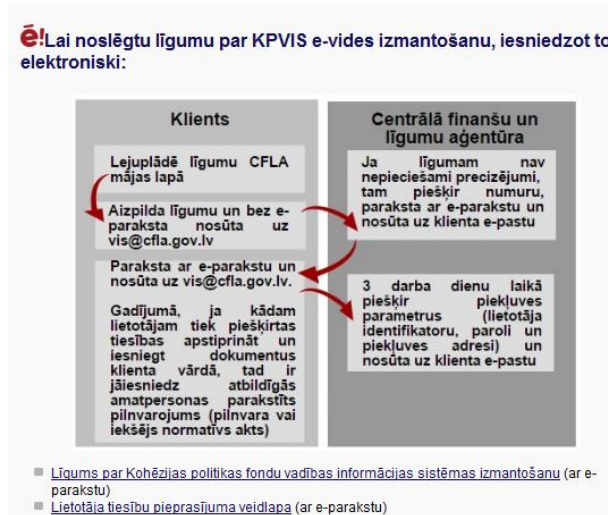 ē!Lai noslēgtu līgumu par KPVIS e-vides izmantošanu, iesniedzot to
elektroniski:
Klients
Lejuplādē līgumu CFLA
mājas lapā
Aizpilda līgumu un bez e-
paraksta nosūta uz
vis@cfla.gov.lv
Paraksta ar e-parakstu un
nosūta uz vis@cfla.gov.lv.
Gadījumā, ja kādam
lietotājam tiek piešķirtas
tiesības apstiprināt un
iesniegt dokumentus
klienta vārdā, tad ir
jāiesniedz atbildīgās
amatpersonas parakstīts
pilnvarojums (pilnvara vai
iekšējs normatīvs akts)
Centrālā finanšu un
līgumu aģentūra
Ja līgumam nav
nepieciešami precizējumi,
tam piešķir numuru,
paraksta ar e-parakstu un
nosūta uz klienta e-pastu
3 darba dienu laikā
piešķir piekļuves
parametrus (lietotāja
identifikatoru, paroli un
piekļuves adresi) un
nosūta uz klienta e-pastu
Līgums par Kohēzijas politikas fondu vadības informācijas sistēmas izmantošanu (ar e-
parakstu)
Lietotāja tiesību pieprasījuma veidlapa (ar e-parakstu)